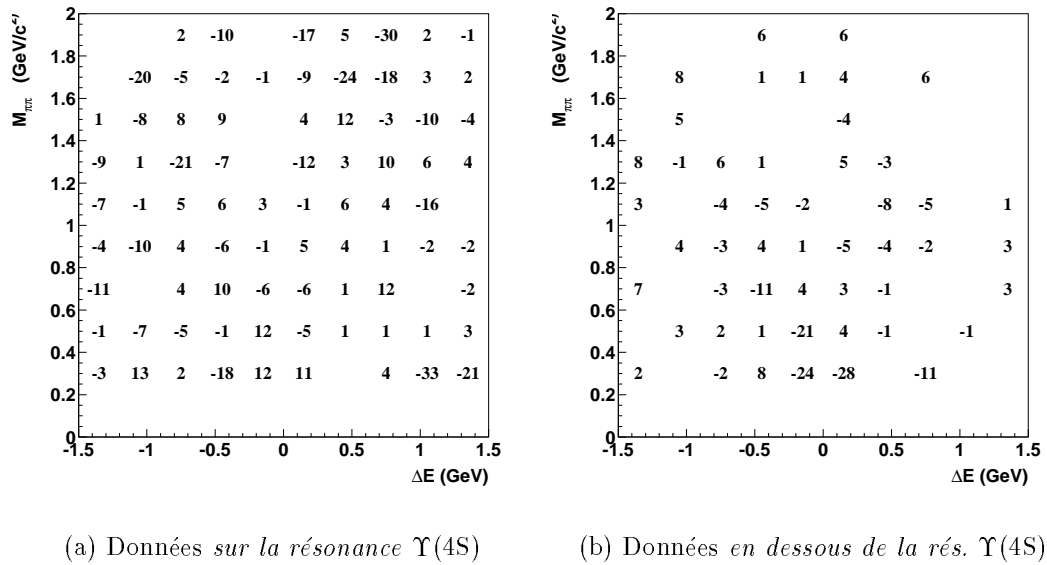 M_ππ (GeV/c²)
2
1.8
1.6
1.4
1.2
1
0.8
0.6
0.4
0.2
0
2 -10 -17 5 -30 2 -1
-20 -5 -2 -1 -9 -24 -18 3 2
1 -8 8 9 4 12 -3 -10 -4
-9 1 -21 -7 -12 3 10 6 4
-7 -1 5 6 3 -1 6 4 -16
-4 -10 4 -6 -1 5 4 1 -2 -2
-11 4 10 -6 -6 1 12 -2
-1 -7 -5 -1 12 -5 1 1 1 3
-3 13 2 -18 12 11 4 -33 -21
-1.5 -1 -0.5 0 0.5 1 1.5
ΔE (GeV)
(a) Données sur la résonance ϒ(4S)
M_ππ (GeV/c²)
2
1.8
1.6
1.4
1.2
1
0.8
0.6
0.4
0.2
0
6 6
8 1 1 4 6
5 -4
8 -1 6 1 5 -3
3 -4 -5 -2 -8 -5 1
4 -3 4 1 -5 -4 -2 3
7 -3 -11 4 3 -1 3
3 2 1 -21 4 -1 -1
2 -2 8 -24 -28 -11
-1.5 -1 -0.5 0 0.5 1 1.5
ΔE (GeV)
(b) Données en dessous de la rés. ϒ(4S)